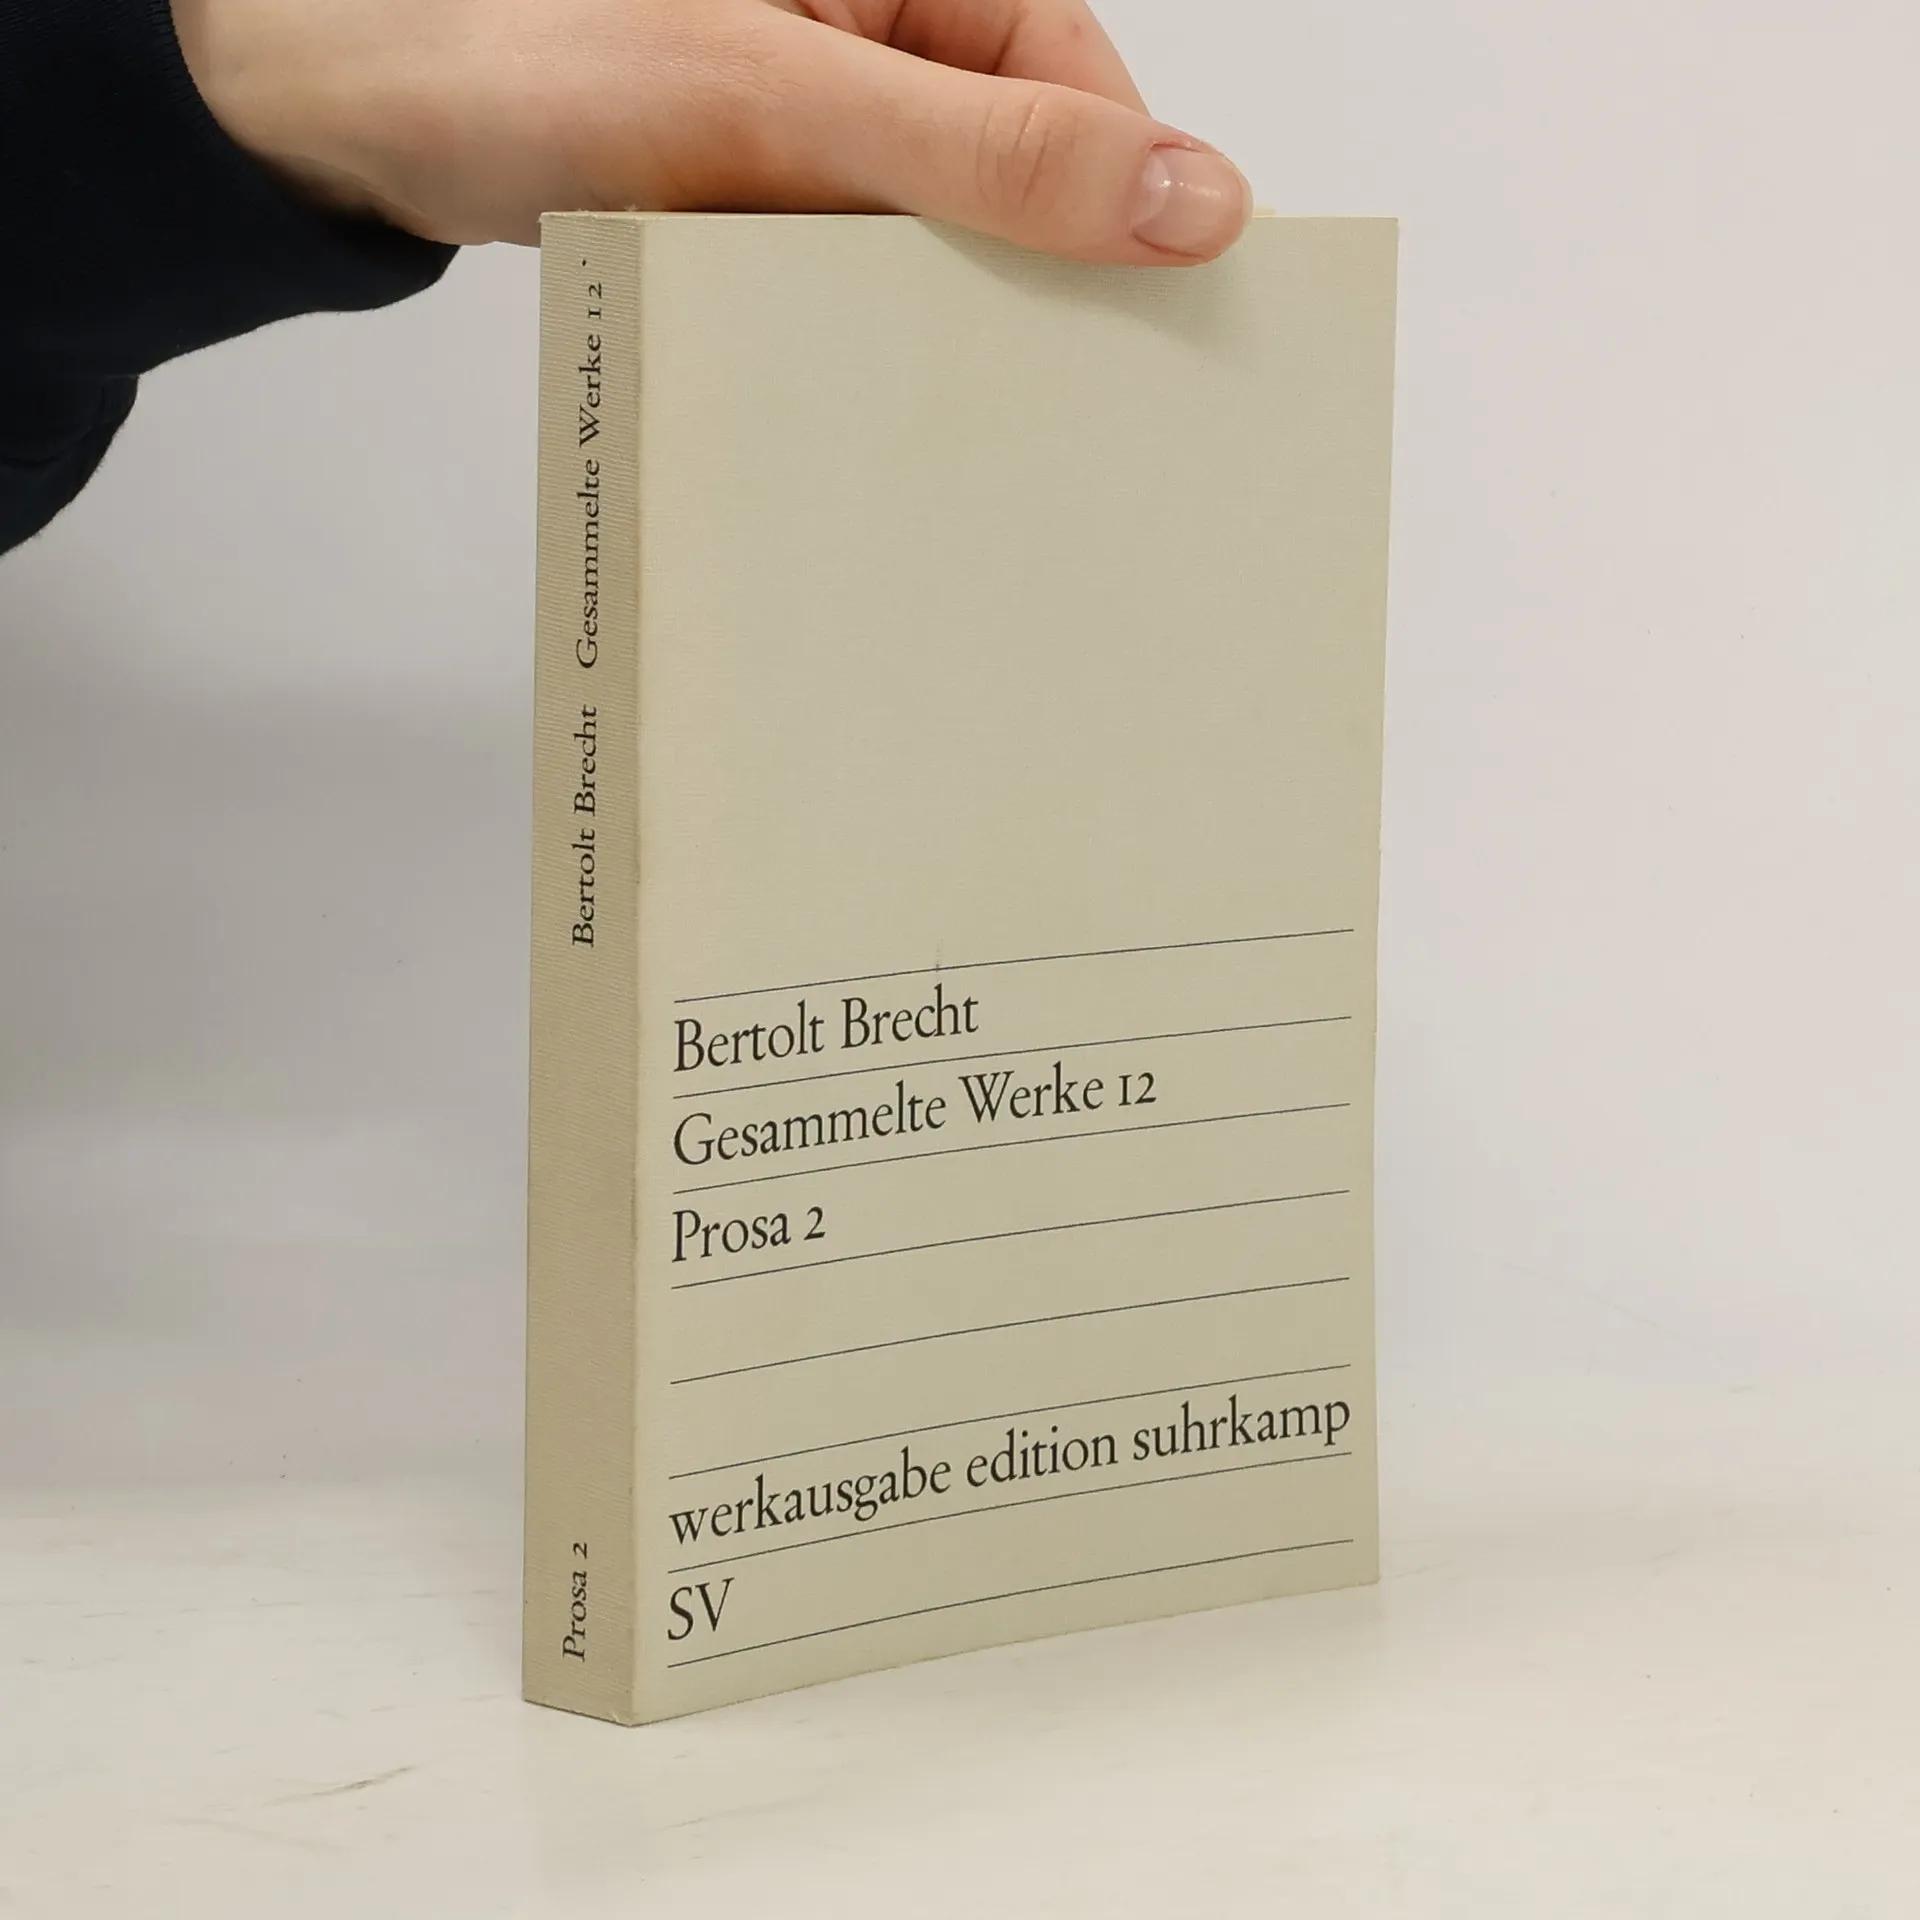 Bertolt Brecht Gesammelte Werke 12
Prosa 2
Bertolt Brecht
Gesammelte Werke 12
Prosa 2
werkausgabe edition suhrkamp
SV